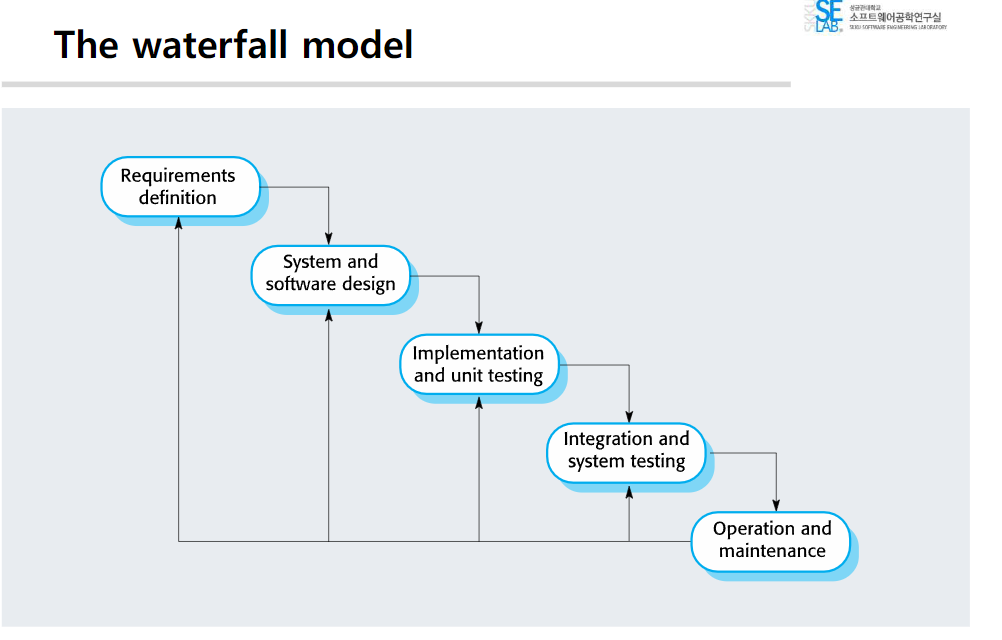 The waterfall model
SKKU
SE
LAB.
성균관대학교
소프트웨어공학연구실
SKKU SOFTWARE ENGINEERING LABORATORY
Requirements
definition
System and
software design
Implementation
and unit testing
Integration and
system testing
Operation and
maintenance